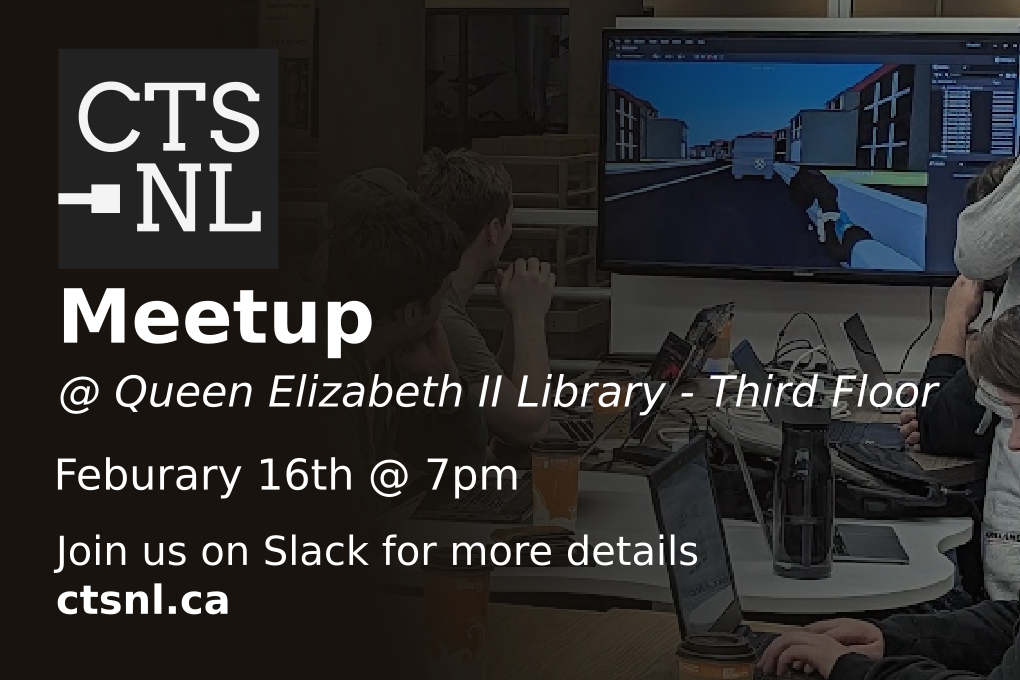 CTS
NL
Meetup
@ Queen Elizabeth II Library - Third Floor
Feburary 16th @ 7pm
Join us on Slack for more details
ctsnl.ca